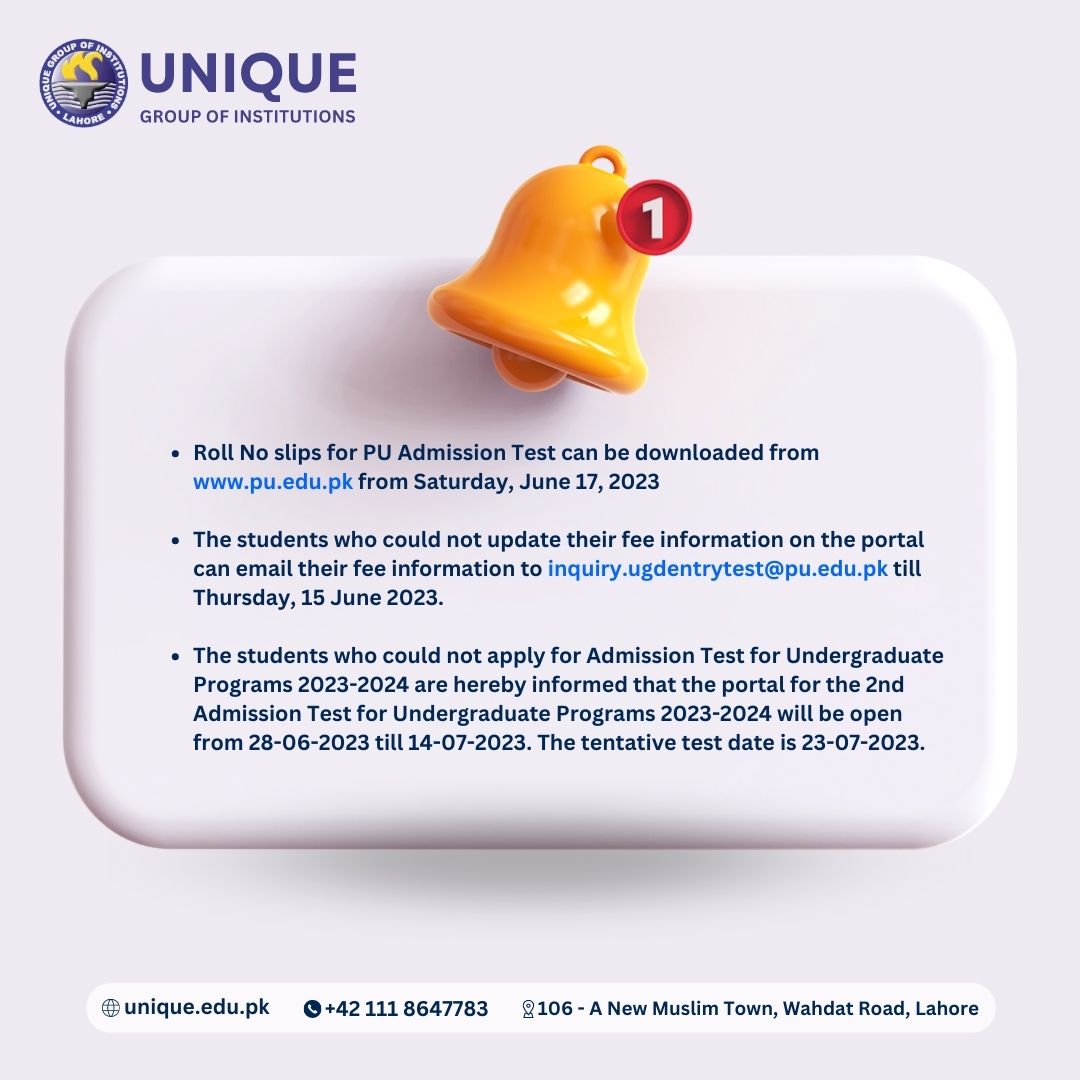 UNIQUE GROUP OF INSTITUTIONS
• LAHORE •
UNIQUE
GROUP OF INSTITUTIONS
1
• Roll No slips for PU Admission Test can be downloaded from
www.pu.edu.pk from Saturday, June 17, 2023
• The students who could not update their fee information on the portal
can email their fee information to inquiry.ugdentrytest@pu.edu.pk till
Thursday, 15 June 2023.
• The students who could not apply for Admission Test for Undergraduate
Programs 2023-2024 are hereby informed that the portal for the 2nd
Admission Test for Undergraduate Programs 2023-2024 will be open
from 28-06-2023 till 14-07-2023. The tentative test date is 23-07-2023.
unique.edu.pk +42 111 8647783 106 - A New Muslim Town, Wahdat Road, Lahore